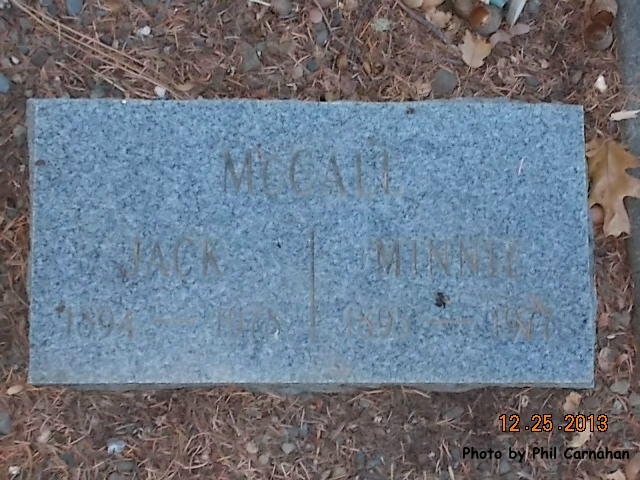 McCALL
JACK MINNIE
1894 —
12.25.2013
Photo by Phil Carnahan